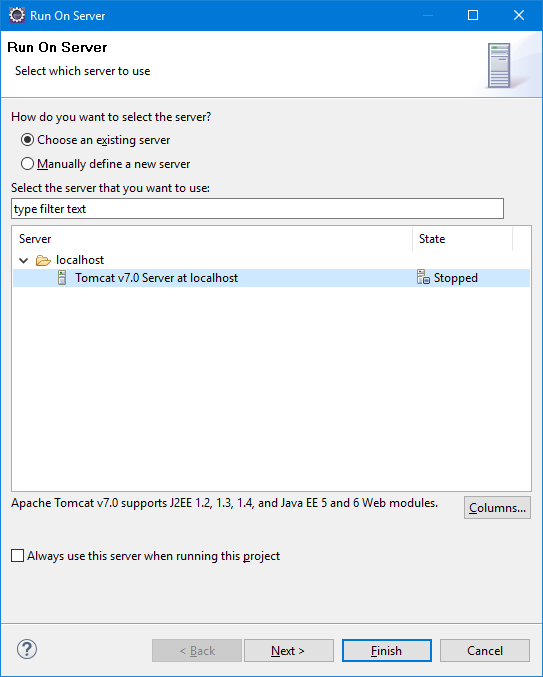 Run On Server
Run On Server
Select which server to use
How do you want to select the server?
Choose an existing server
Manually define a new server
Select the server that you want to use:
type filter text
Server State
localhost
Tomcat v7.0 Server at localhost Stopped
Apache Tomcat v7.0 supports J2EE 1.2, 1.3, 1.4, and Java EE 5 and 6 Web modules.
Columns...
Always use this server when running this project
? < Back Next > Finish Cancel